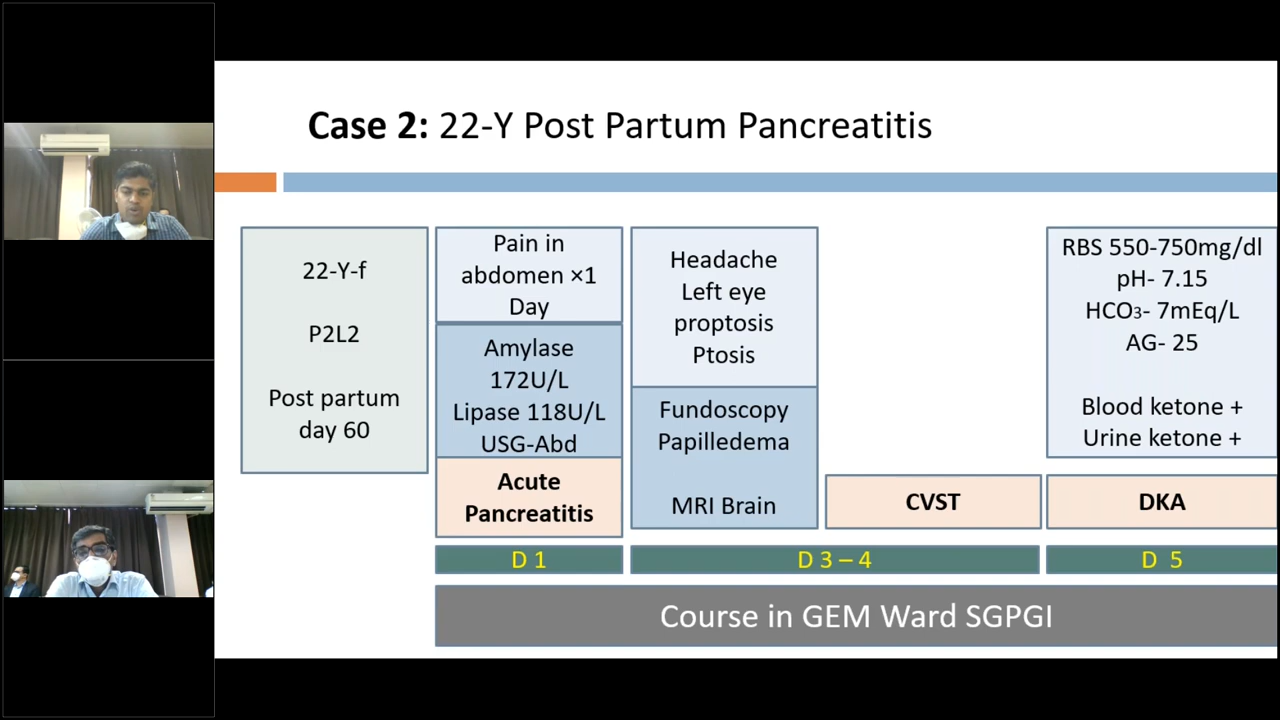 Case 2: 22-Y Post Partum Pancreatitis
22-Y-f
P2L2
Post partum
day 60
Pain in
abdomen ×1
Day
Amylase
172U/L
Lipase 118U/L
USG-Abd
Acute
Pancreatitis
D 1
Headache
Left eye
proptosis
Ptosis
Fundoscopy
Papilledema
MRI Brain
CVST
D 3 – 4
RBS 550-750mg/dl
pH- 7.15
HCO3- 7mEq/L
AG- 25
Blood ketone +
Urine ketone +
DKA
D 5
Course in GEM Ward SGPGI